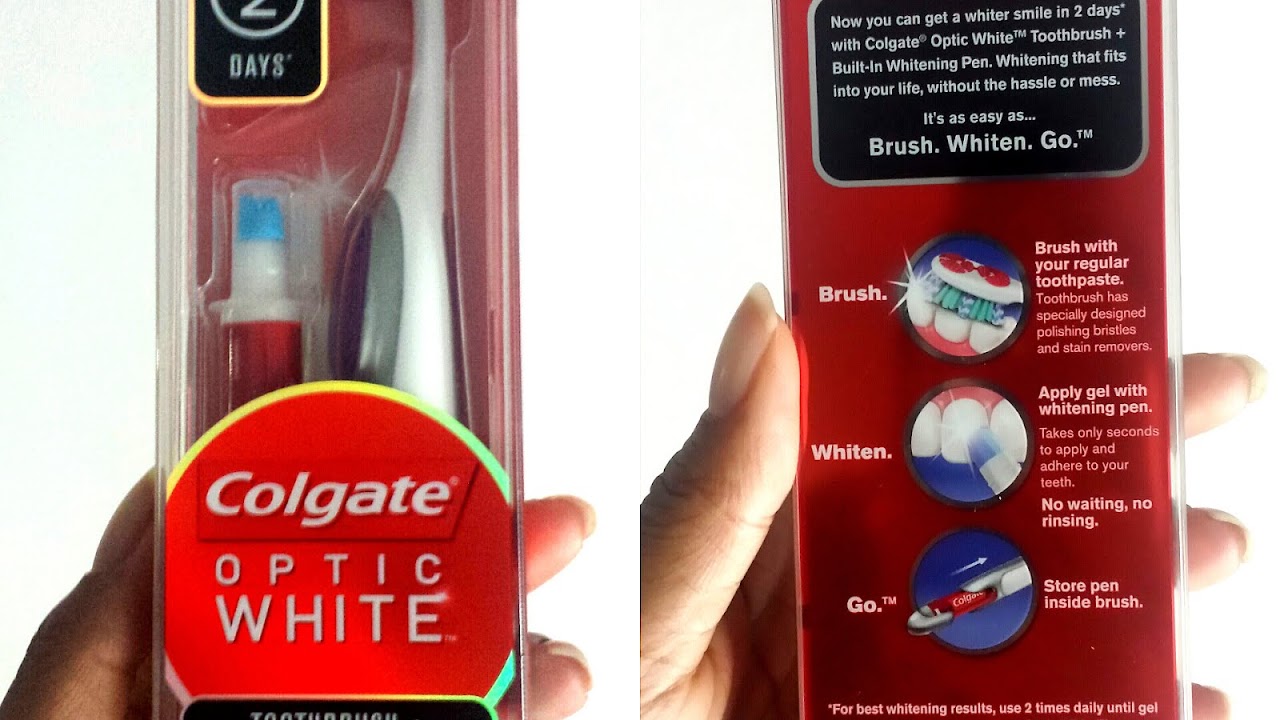 2
DAYS*
Colgate®
OPTIC
WHITE™
TOOTHBRUSH +
Now you can get a whiter smile in 2 days*
with Colgate® Optic White™ Toothbrush +
Built-In Whitening Pen. Whitening that fits
into your life, without the hassle or mess.
It's as easy as...
Brush. Whiten. Go.™
Brush.
Brush with
your regular
toothpaste.
Toothbrush has
specially designed
polishing bristles
and stain removers.
Whiten.
Apply gel with
whitening pen.
Takes only seconds
to apply and
adhere to your
teeth.
No waiting, no
rinsing.
Go.™
Colgate
Store pen
inside brush.
*For best whitening results, use 2 times daily until gel